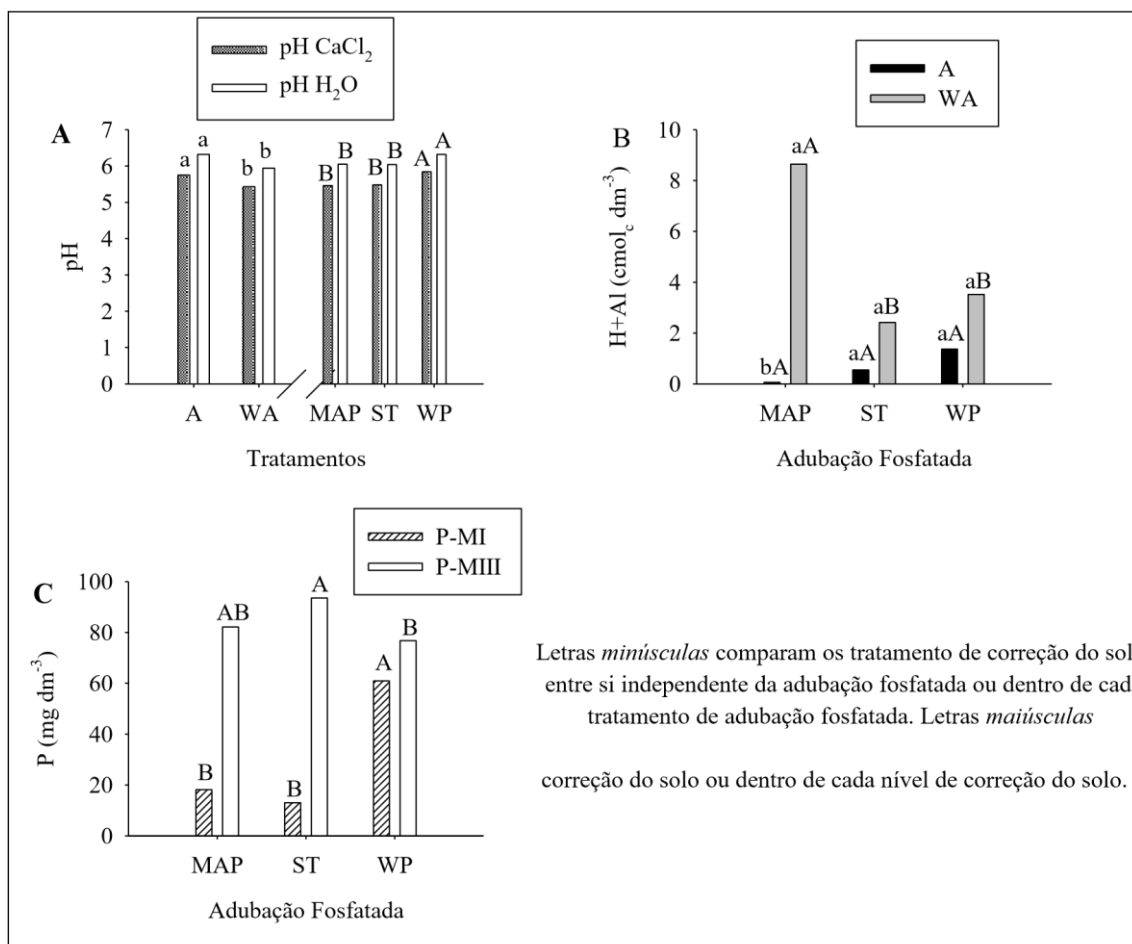 pH CaCl2
pH H2O
A
7
6
5
4
3
2
1
0
pH
a
a
b
b
B
B
B
B
A
A
A
WA
MAP
ST
WP
Tratamentos
A
WA
B
10
8
6
4
2
0
H+Al (cmolc dm-3)
bA
aA
aA
aB
aA
aB
MAP
ST
WP
Adubação Fosfatada
P-MI
P-MIII
C
100
80
60
40
20
0
P (mg dm-3)
B
AB
B
A
A
B
MAP
ST
WP
Adubação Fosfatada
Letras minúsculas comparam os tratamento de correção do sol
entre si independente da adubação fosfatada ou dentro de cad
tratamento de adubação fosfatada. Letras maiúsculas
correção do solo ou dentro de cada nível de correção do solo.